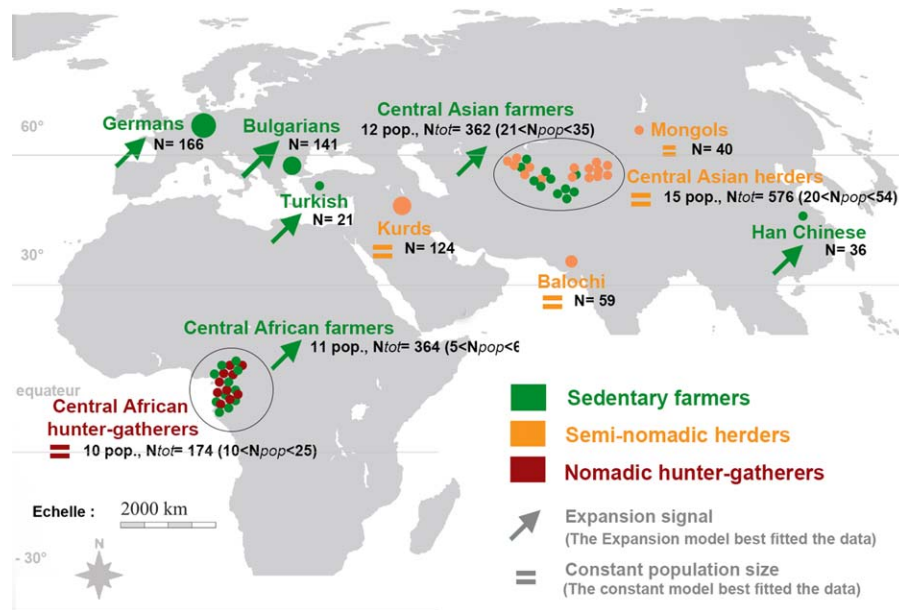 Central Asian farmers
12 pop., Ntot= 362 (21<Npop<35)
Germans
N= 166
Bulgarians
N= 141
60°
Mongols
N= 40
Central Asian herders
15 pop., Ntot= 576 (20<Npop<54)
Turkish
N= 21
Kurds
N= 124
Han Chinese
N= 36
30°
Balochi
N= 59
Central African farmers
11 pop., Ntot= 364 (5<Npop<6
equateur
Central African
hunter-gatherers
10 pop., Ntot= 174 (10<Npop<25)
Sedentary farmers
Semi-nomadic herders
Nomadic hunter-gatherers
Echelle : 2000 km
Expansion signal
(The Expansion model best fitted the data)
N
- 30°
Constant population size
(The constant model best fitted the data)